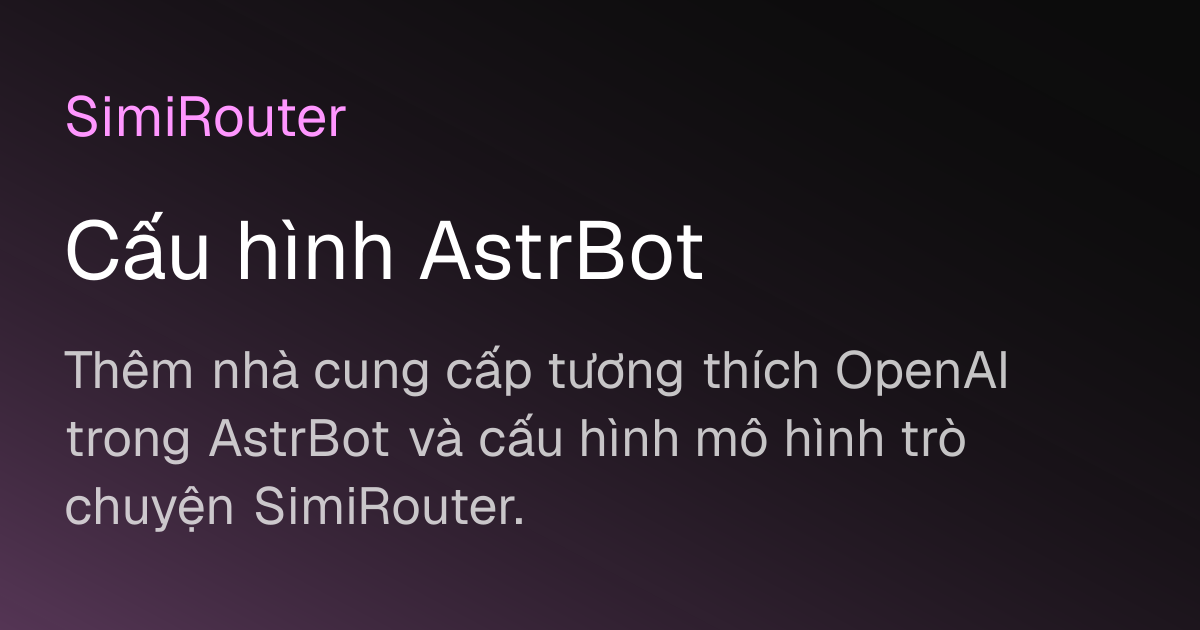 SimiRouter
Cấu hình AstrBot
Thêm nhà cung cấp tương thích OpenAI
trong AstrBot và cấu hình mô hình trò
chuyện SimiRouter.